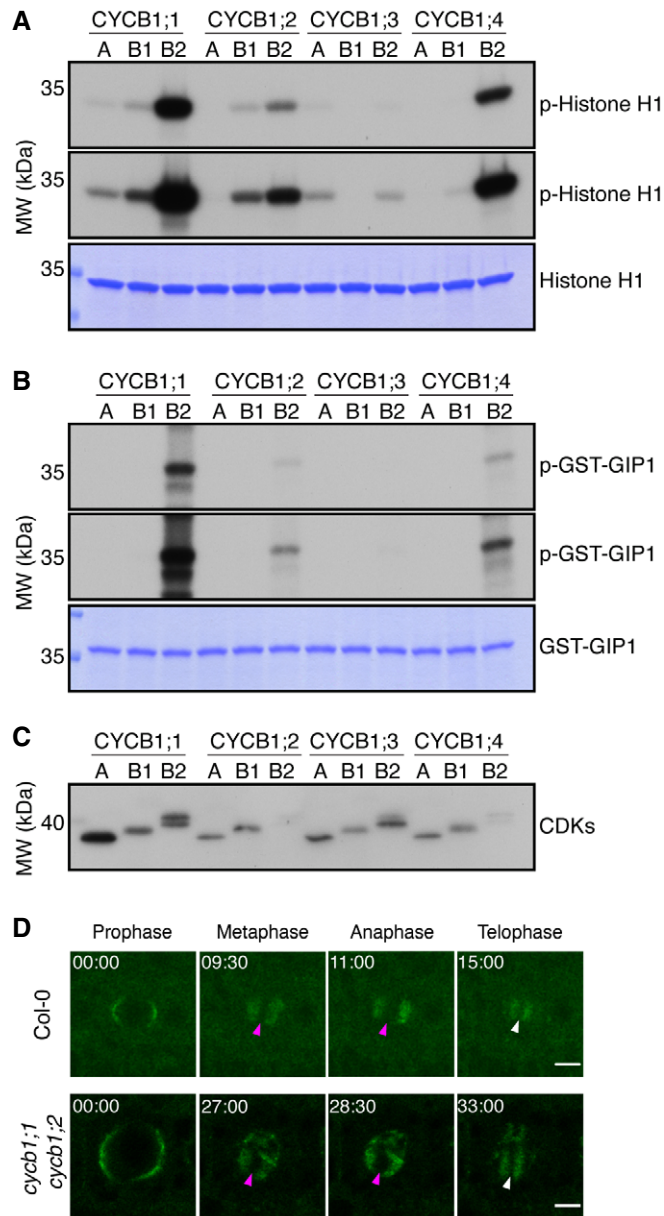 A
CYCB1;1 CYCB1;2 CYCB1;3 CYCB1;4
A B1 B2 A B1 B2 A B1 B2 A B1 B2
35 p-Histone H1
35 p-Histone H1
35 Histone H1
MW (kDa)
B
CYCB1;1 CYCB1;2 CYCB1;3 CYCB1;4
A B1 B2 A B1 B2 A B1 B2 A B1 B2
35 p-GST-GIP1
35 p-GST-GIP1
35 GST-GIP1
MW (kDa)
C
CYCB1;1 CYCB1;2 CYCB1;3 CYCB1;4
A B1 B2 A B1 B2 A B1 B2 A B1 B2
40 CDKs
MW (kDa)
D
Prophase Metaphase Anaphase Telophase
Col-0
00:00 09:30 11:00 15:00
cycb1;1
cycb1;2
00:00 27:00 28:30 33:00